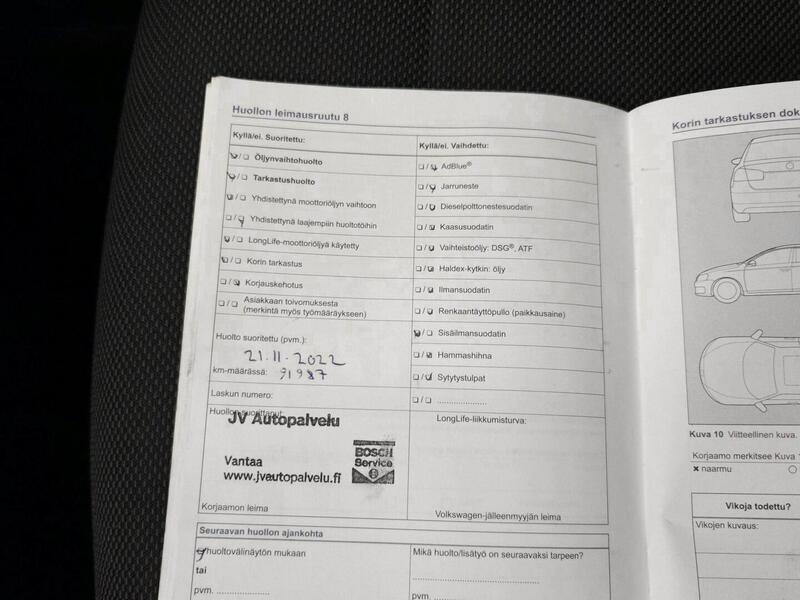 Huollon leimausruutu 8
Kyllä/ei. Suoritettu:
Öljynvaihtohuolto
Tarkastushuolto
Yhdistettynä moottoriöljyn vaihtoon
Yhdistettynä laajempiin huoltotöihin
LongLife-moottoriöljyä käytetty
Korin tarkastus
Korjauskehotus
Asiakkaan toivomuksesta
(merkintä myös työmääräykseen)
Huolto suoritettu (pvm.):
21.11.2022
km-määrässä:
Laskun numero:
Huollon suorittanut:
JV Autopalvelu
Vantaa
www.jvautopalvelu.fi
BOSCH
Service
Korjaamon leima
Kyllä/ei. Vaihdettu:
AdBlue®
Jarruneste
Dieselpolttonestesuodatin
Kaasusuodatin
Vaihteistoöljy: DSG®, ATF
Haldex-kytkin: öljy
Ilmansuodatin
Renkaantäyttöpullo (paikkausaine)
Sisäilmansuodatin
Hammashihna
Sytytystulpat
LongLife-liikkumisturva:
Volkswagen-jälleenmyyjän leima
Seuraavan huollon ajankohta
huoltovälinäytön mukaan
tai
pvm. ....................
Mikä huolto/lisätyö on seuraavaksi tarpeen?
Korin tarkastuksen dok
Kuva 10 Viitteellinen kuva.
Korjaamo merkitsee Kuva 1
× naarmu
Vikoja todettu?
Vikojen kuvaus: